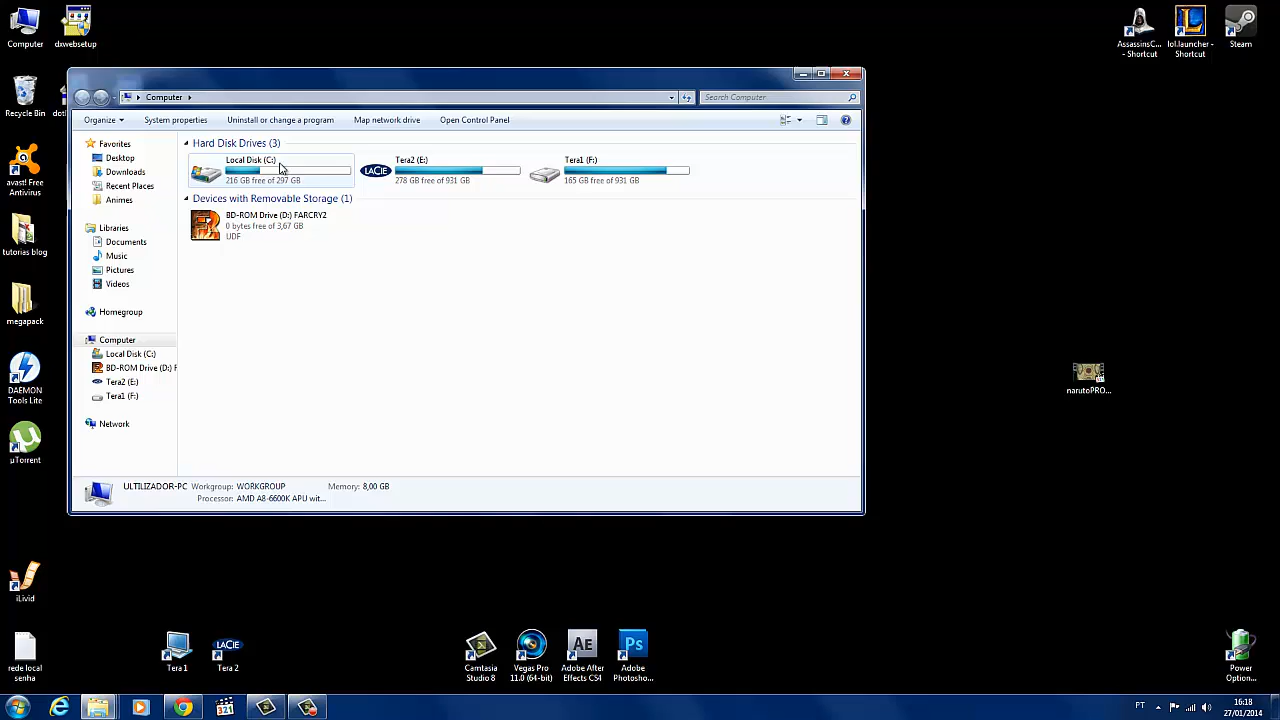 Computer
dxwebsetup
AssassinsC...
- Shortcut
lol.launcher -
Shortcut
Steam
Computer
Search Computer
Organize
System properties
Uninstall or change a program
Map network drive
Open Control Panel
Recycle Bin
avast! Free
Antivirus
tutorias blog
megapack
DAEMON
Tools Lite
µTorrent
iLivid
rede local
senha
Favorites
Desktop
Downloads
Recent Places
Animes
Libraries
Documents
Music
Pictures
Videos
Homegroup
Computer
Local Disk (C:)
BD-ROM Drive (D:) F
Tera2 (E:)
Tera1 (F:)
Network
Hard Disk Drives (3)
Local Disk (C:)
216 GB free of 297 GB
LACIE
Tera2 (E:)
278 GB free of 931 GB
Tera1 (F:)
165 GB free of 931 GB
Devices with Removable Storage (1)
BD-ROM Drive (D:) FARCRY2
0 bytes free of 3,67 GB
UDF
ULTILIZADOR-PC
Workgroup: WORKGROUP
Memory: 8,00 GB
Processor: AMD A8-6600K APU wit...
narutoPRO...
Tera 1
LACIE
Tera 2
Camtasia
Studio 8
Vegas Pro
11.0 (64-bit)
AE
Adobe After
Effects CS4
Ps
Adobe
Photosho...
Power
Option...
321
PT
16:18
27/01/2014